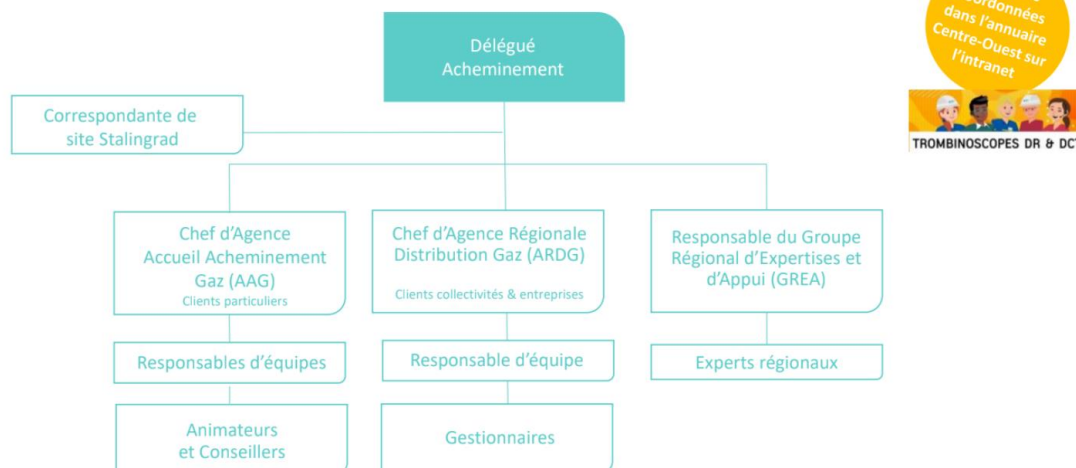 Délégué
Acheminement
dans l'annuaire
Centre-Ouest sur
l'intranet
TROMBINOSCOPES DR &
Correspondante de
site Stalingrad
Chef d'Agence
Accueil Acheminement
Gaz (AAG)
Clients particuliers
Chef d'Agence Régionale
Distribution Gaz (ARDG)
Clients collectivités & entreprises
Responsable du Groupe
Régional d'Expertises et
d'Appui (GREA)
Responsables d'équipes
Responsable d'équipe
Experts régionaux
Animateurs
et Conseillers
Gestionnaires